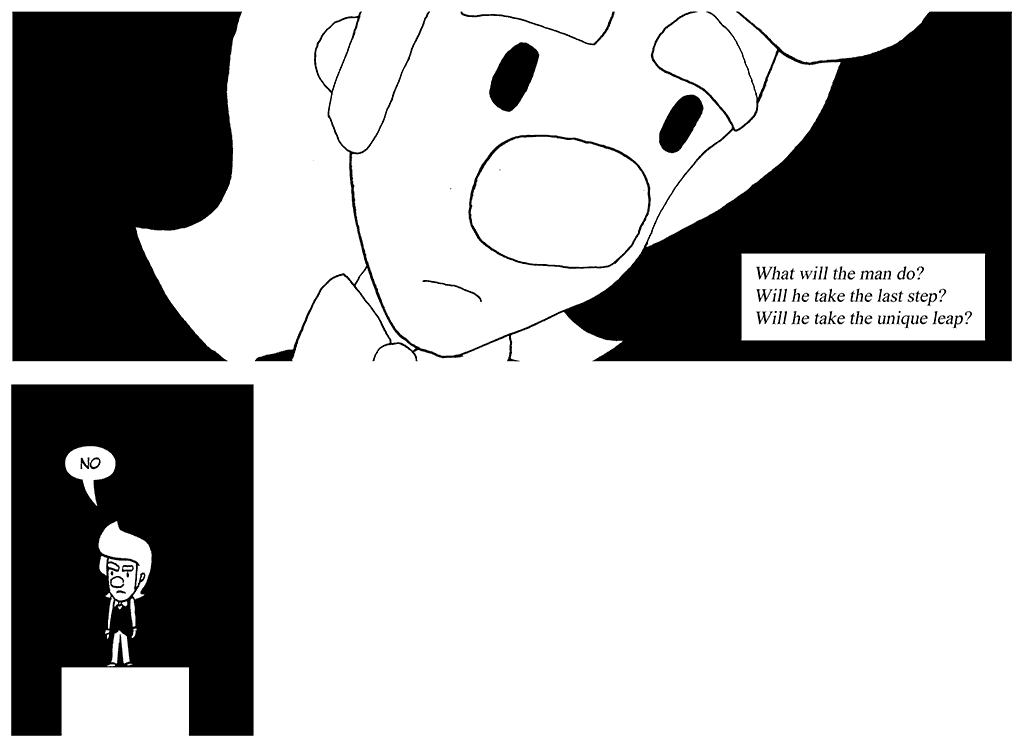 What will the man do?
Will he take the last step?
Will he take the unique leap?
NO